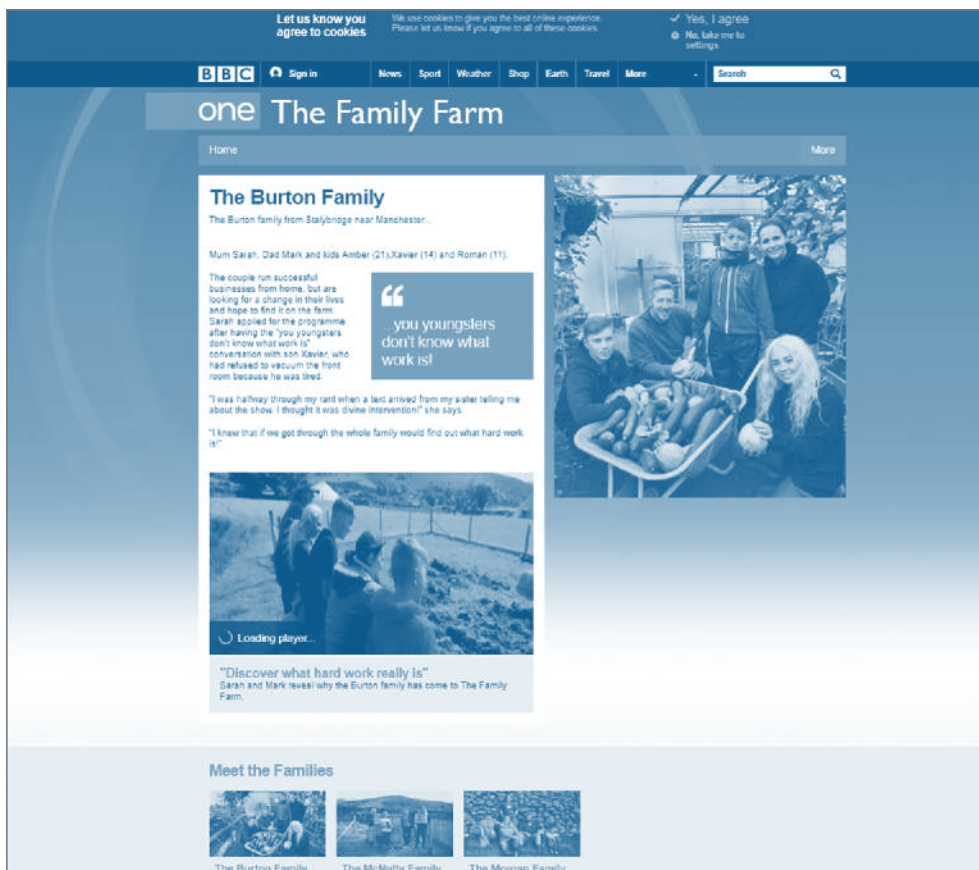 Let us know you
agree to cookies
We use cookies to give you the best online experience.
Please let us know if you agree to all of these cookies.
Yes, I agree
No, take me to
settings
BBC
Sign in
News
Sport
Weather
Shop
Earth
Travel
More
Search
one
The Family Farm
Home
More
The Burton Family
The Burton family from Stalybridge near Manchester...
Mum Sarah, Dad Mark and kids Amber (21),Xavier (14) and Roman (11).
The couple run successful
businesses from home, but are
looking for a change in their lives
and hope to find it on the farm.
Sarah applied for the programme
after having the "you youngsters
don't know what work is"
conversation with son Xavier, who
had refused to vacuum the front
room because he was tired.
...you youngsters
don't know what
work is!
"I was halfway through my rant when a text arrived from my sister telling me
about the show. I thought it was divine intervention!" she says.
"I knew that if we got through the whole family would find out what hard work
is!"
Loading player...
"Discover what hard work really is"
Sarah and Mark reveal why the Burton family has come to The Family
Farm.
Meet the Families
The Burton Family
The McNulty Family
The Morgan Family